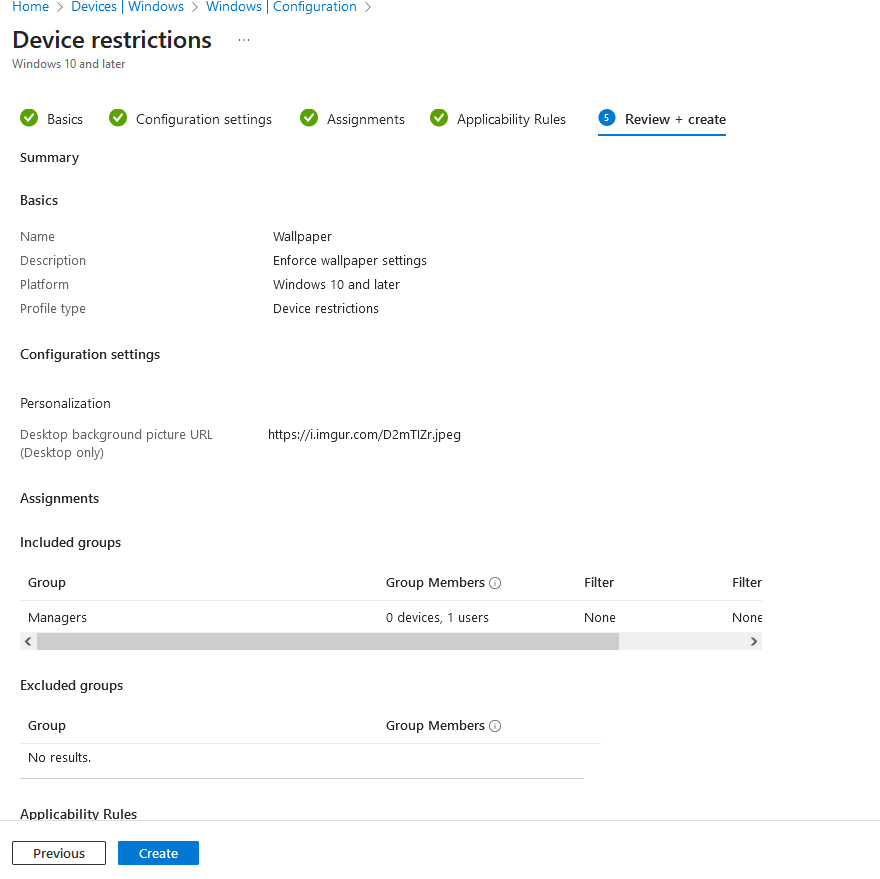 Home > Devices | Windows > Windows | Configuration >
Device restrictions ...
Windows 10 and later
Basics Configuration settings Assignments Applicability Rules 5 Review + create
Summary
Basics
Name Wallpaper
Description Enforce wallpaper settings
Platform Windows 10 and later
Profile type Device restrictions
Configuration settings
Personalization
Desktop background picture URL https://i.imgur.com/D2mTIZr.jpeg
(Desktop only)
Assignments
Included groups
Group Group Members Filter Filter
Managers 0 devices, 1 users None None
Excluded groups
Group Group Members
No results.
Applicability Rules
Previous Create